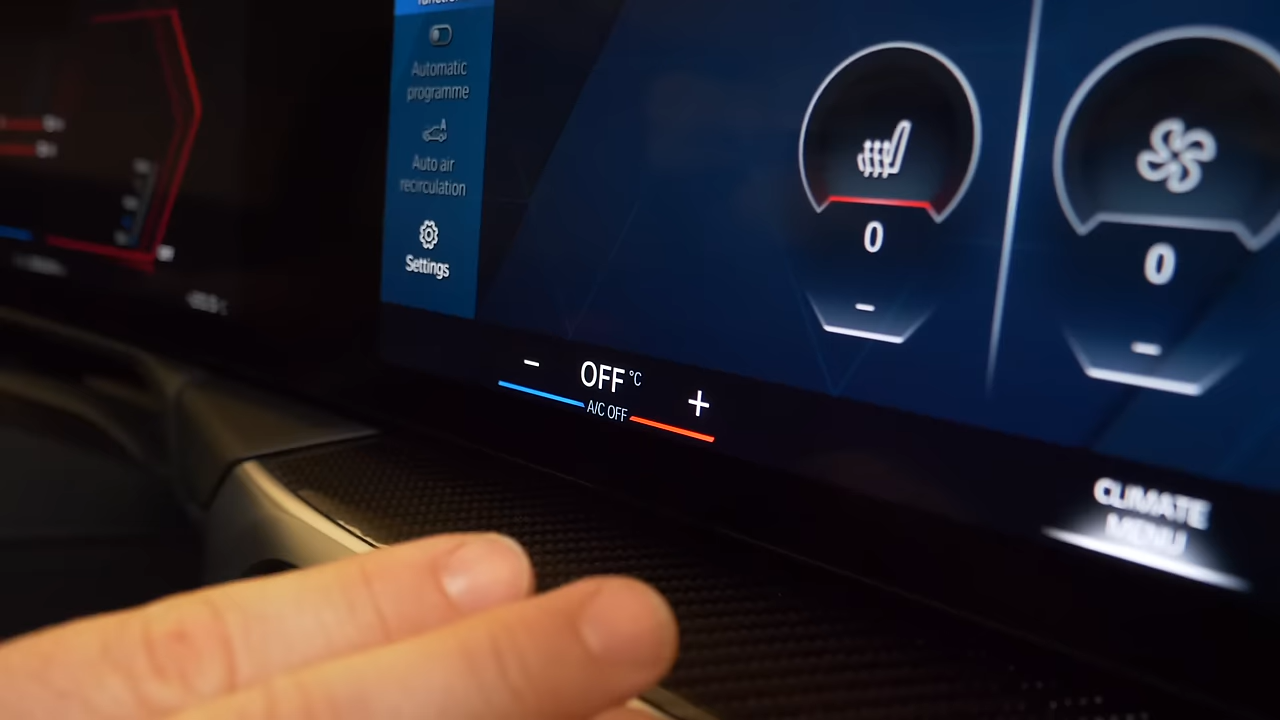 Automatic
programme
Auto air
recirculation
Settings
0
0
− OFF °C +
A/C OFF
CLIMATE
MENU